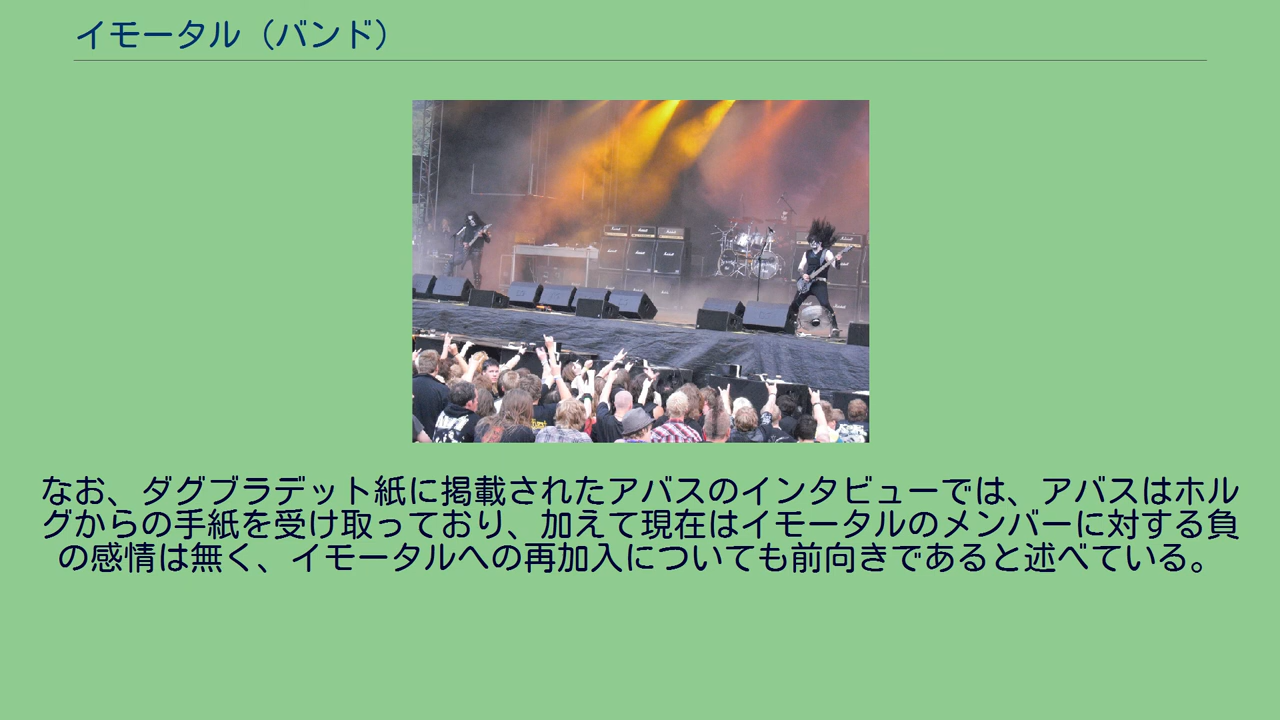 イモータル（バンド）
なお、ダグブラデット紙に掲載されたアバスのインタビューでは、アバスはホル
グからの手紙を受け取っており、加えて現在はイモータルのメンバーに対する負
の感情は無く、イモータルへの再加入についても前向きであると述べている。